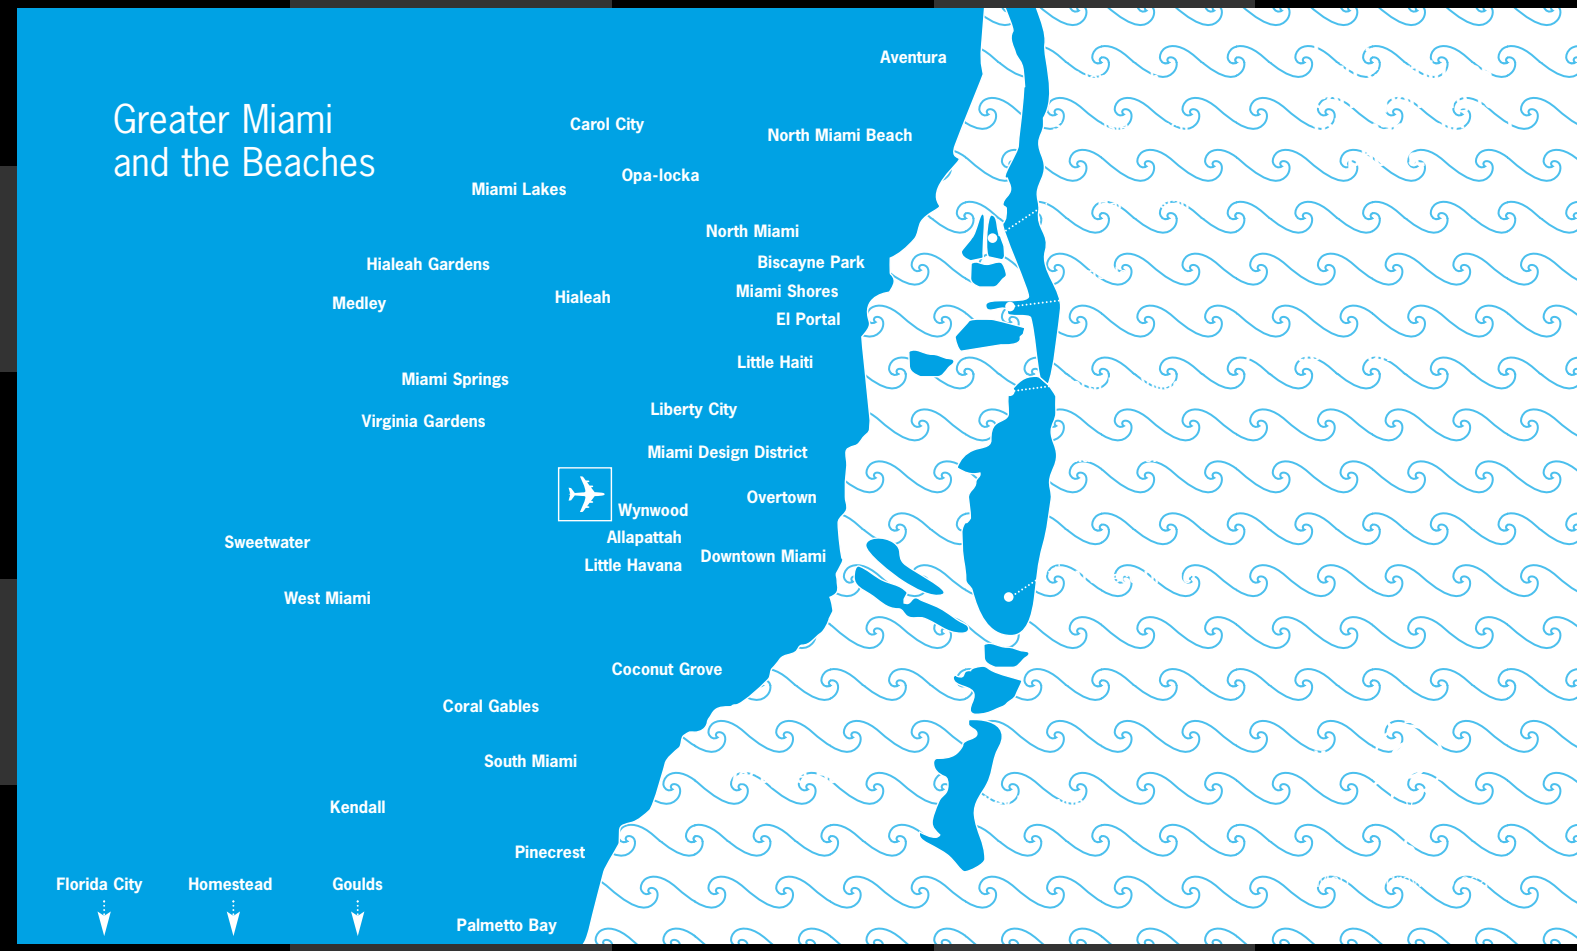 Greater Miami
and the Beaches
Aventura
Carol City
North Miami Beach
Opa-locka
Miami Lakes
North Miami
Hialeah Gardens
Biscayne Park
Medley
Hialeah
Miami Shores
El Portal
Little Haiti
Miami Springs
Liberty City
Virginia Gardens
Miami Design District
Overtown
Wynwood
Sweetwater
Allapattah
Downtown Miami
Little Havana
West Miami
Coconut Grove
Coral Gables
South Miami
Kendall
Pinecrest
Florida City
Homestead
Goulds
Palmetto Bay